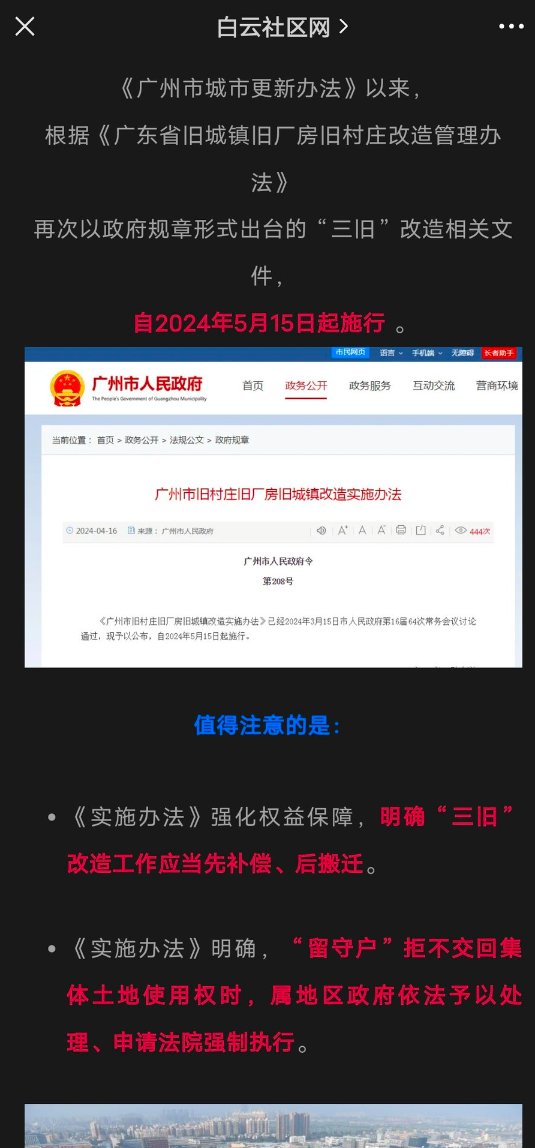 白云社区网
《广州市城市更新办法》以来，
根据《广东省旧城镇旧厂房旧村庄改造管理办
法》
再次以政府规章形式出台的“三旧”改造相关文
件，
自2024年5月15日起施行 。
市民网页 语言 手机端 无障碍 长者助手
广州市人民政府 首页 政务公开 政务服务 互动交流 营商环境
The People's Government of Guangzhou Municipality
当前位置： 首页 > 政务公开 > 法规公文 > 政府规章
广州市旧村庄旧厂房旧城镇改造实施办法
2024-04-16 来源： 广州市人民政府 A+ A A- 444次
广州市人民政府令
第208号
《广州市旧村庄旧厂房旧城镇改造实施办法》已经2024年3月15日市人民政府第16届64次常务会议讨论
通过，现予以公布，自2024年5月15日起施行。
值得注意的是：
• 《实施办法》强化权益保障，明确“三旧”
改造工作应当先补偿、后搬迁。
• 《实施办法》明确，“留守户”拒不交回集
体土地使用权时，属地区政府依法予以处
理、申请法院强制执行。